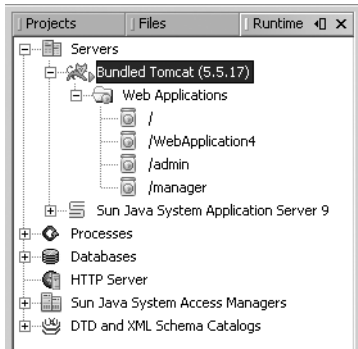 Projects Files Runtime
Servers
Bundled Tomcat (5.5.17)
Web Applications
/
/WebApplication4
/admin
/manager
Sun Java System Application Server 9
Processes
Databases
HTTP Server
Sun Java System Access Managers
DTD and XML Schema Catalogs